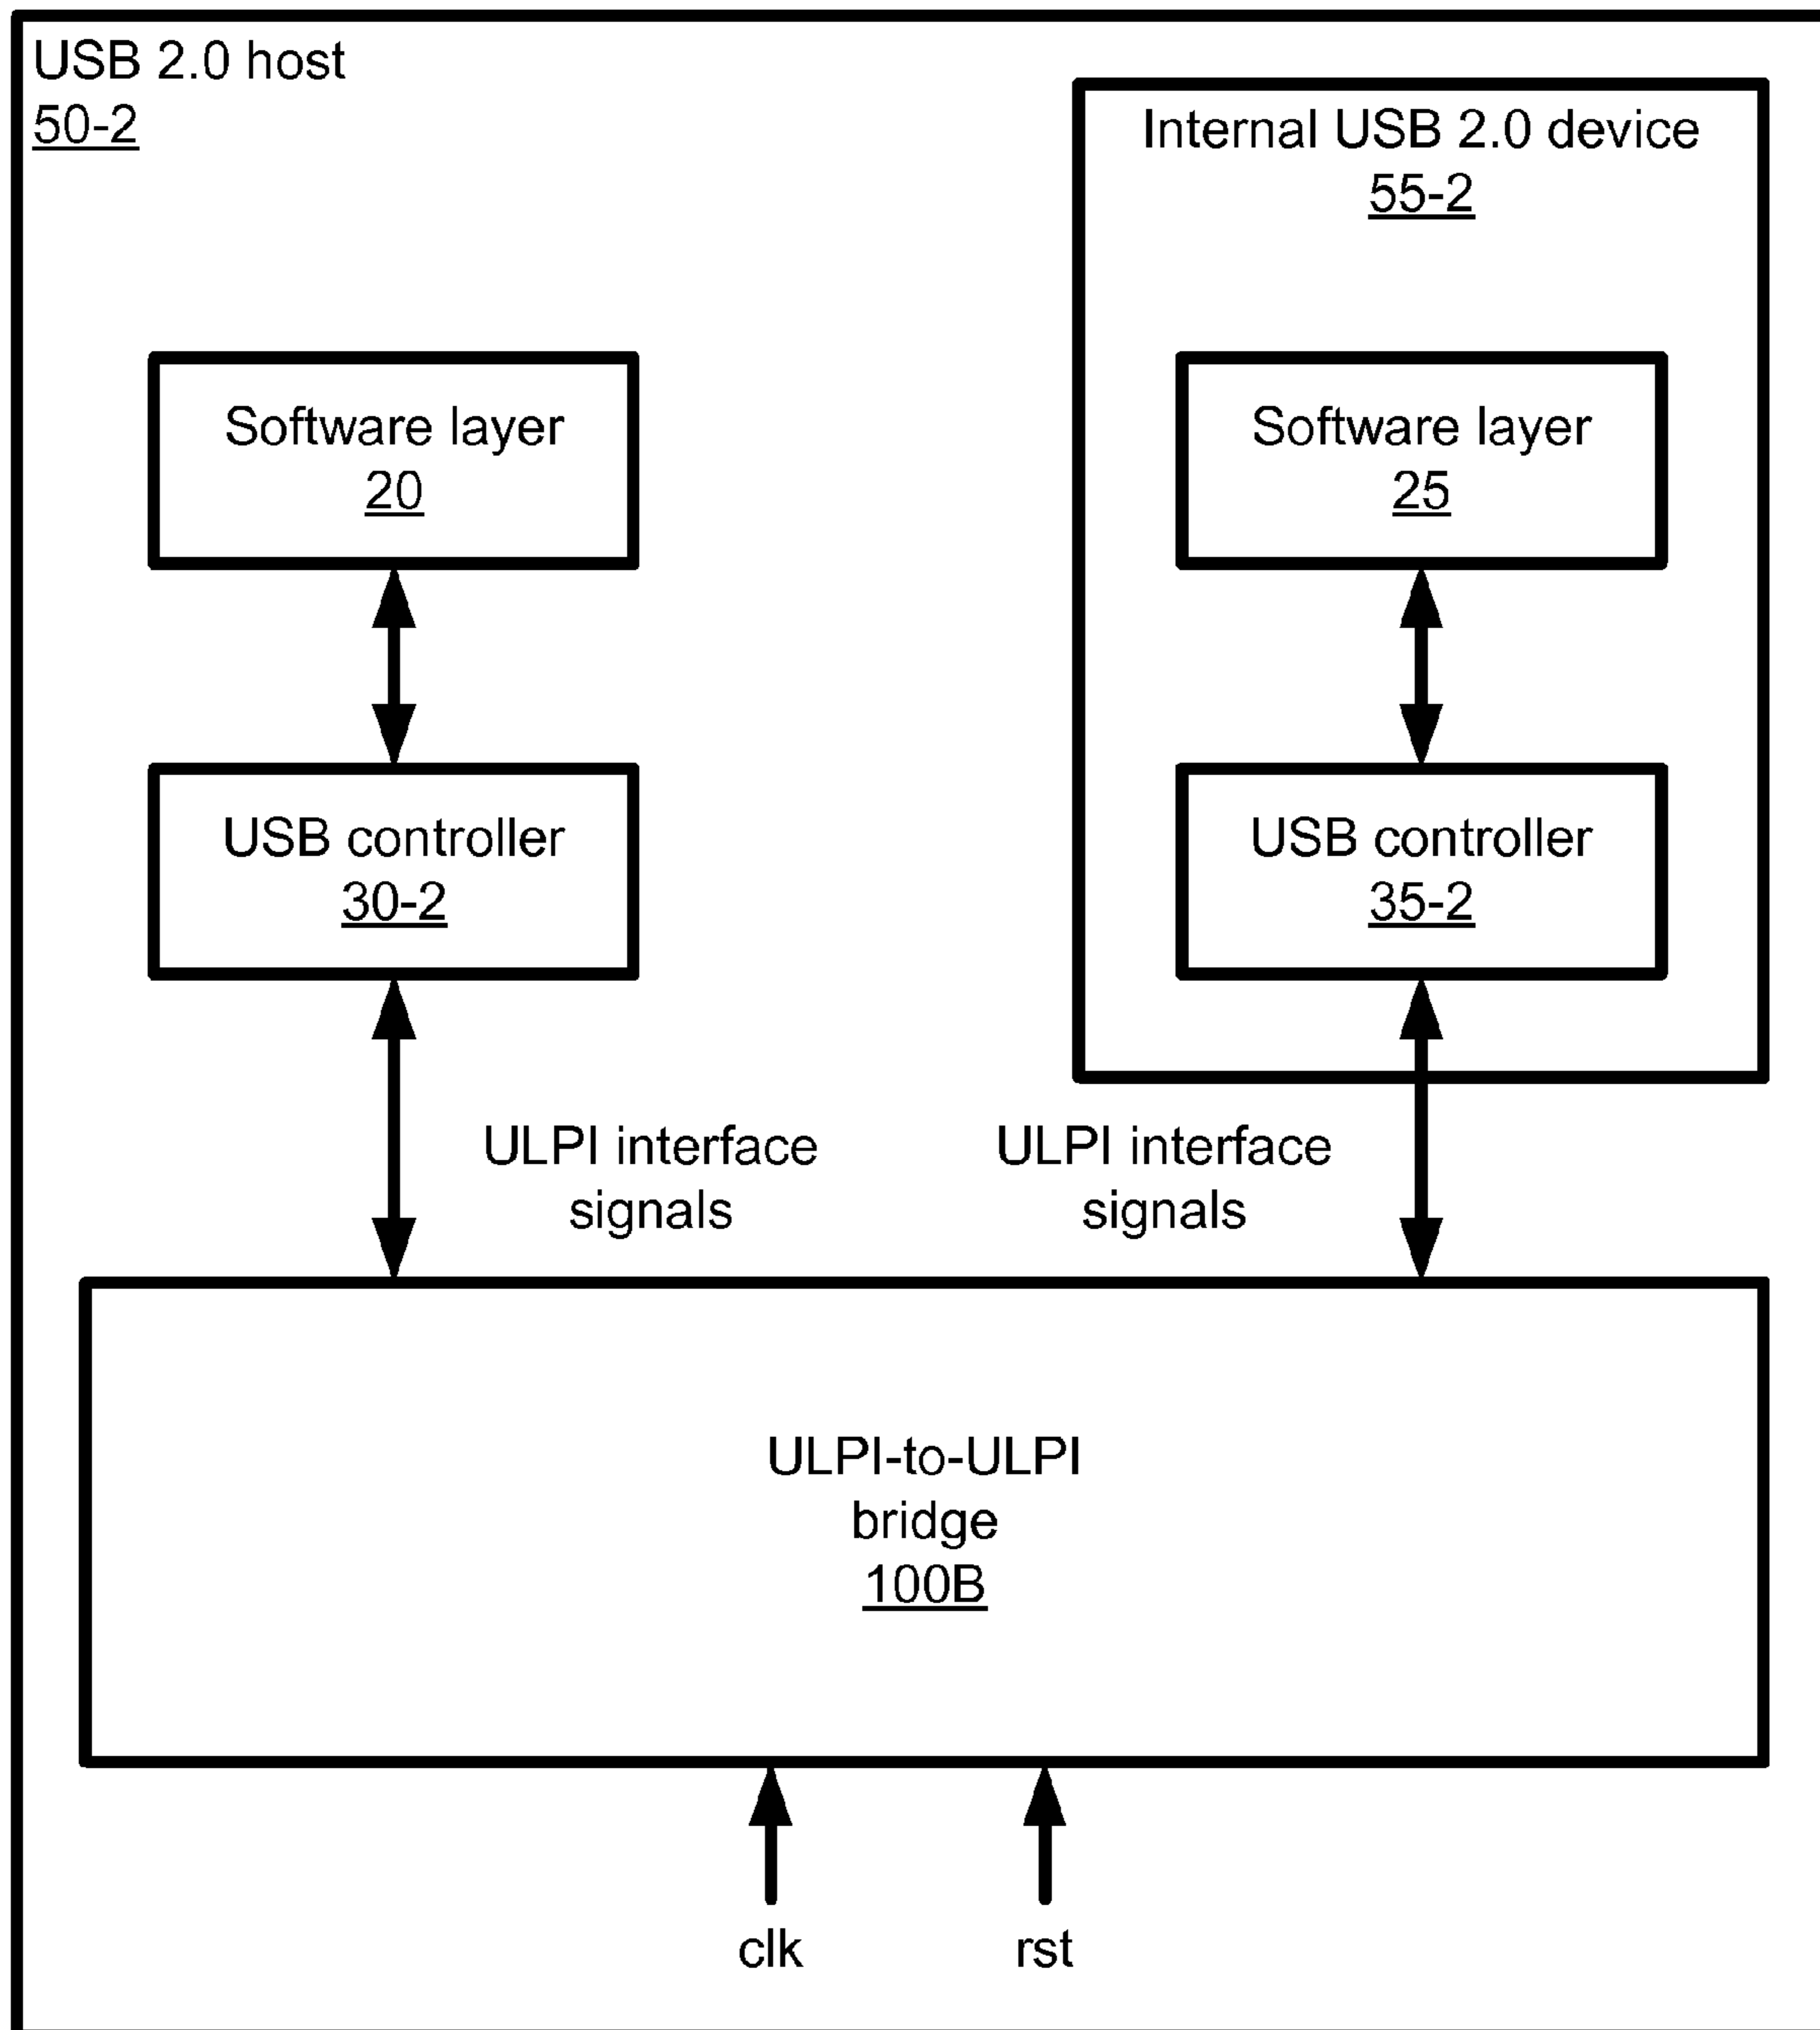 USB 2.0 host
50-2
Internal USB 2.0 device
55-2
Software layer
20
Software layer
25
USB controller
30-2
USB controller
35-2
ULPI interface
signals
ULPI interface
signals
ULPI-to-ULPI
bridge
100B
clk
rst